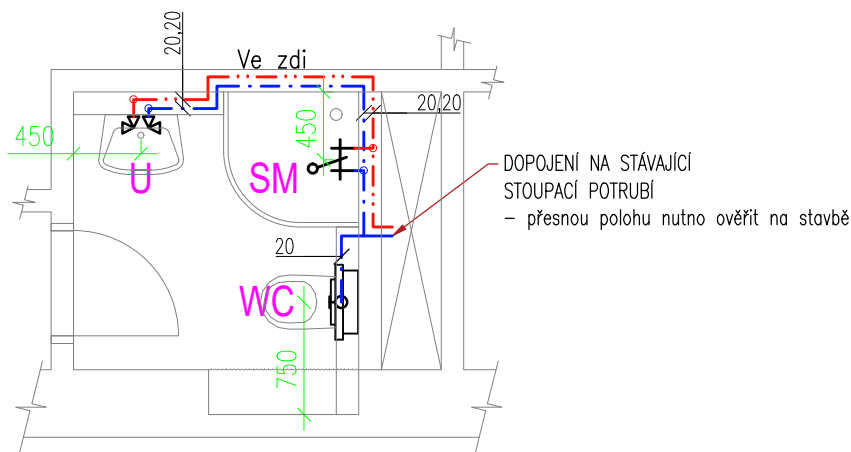 20,20
Ve zdi
20,20
450
450
U
SM
DOPOJENÍ NA STÁVAJÍCÍ
STOUPACÍ POTRUBÍ
– přesnou polohu nutno ověřit na stavbě
20
WC
750